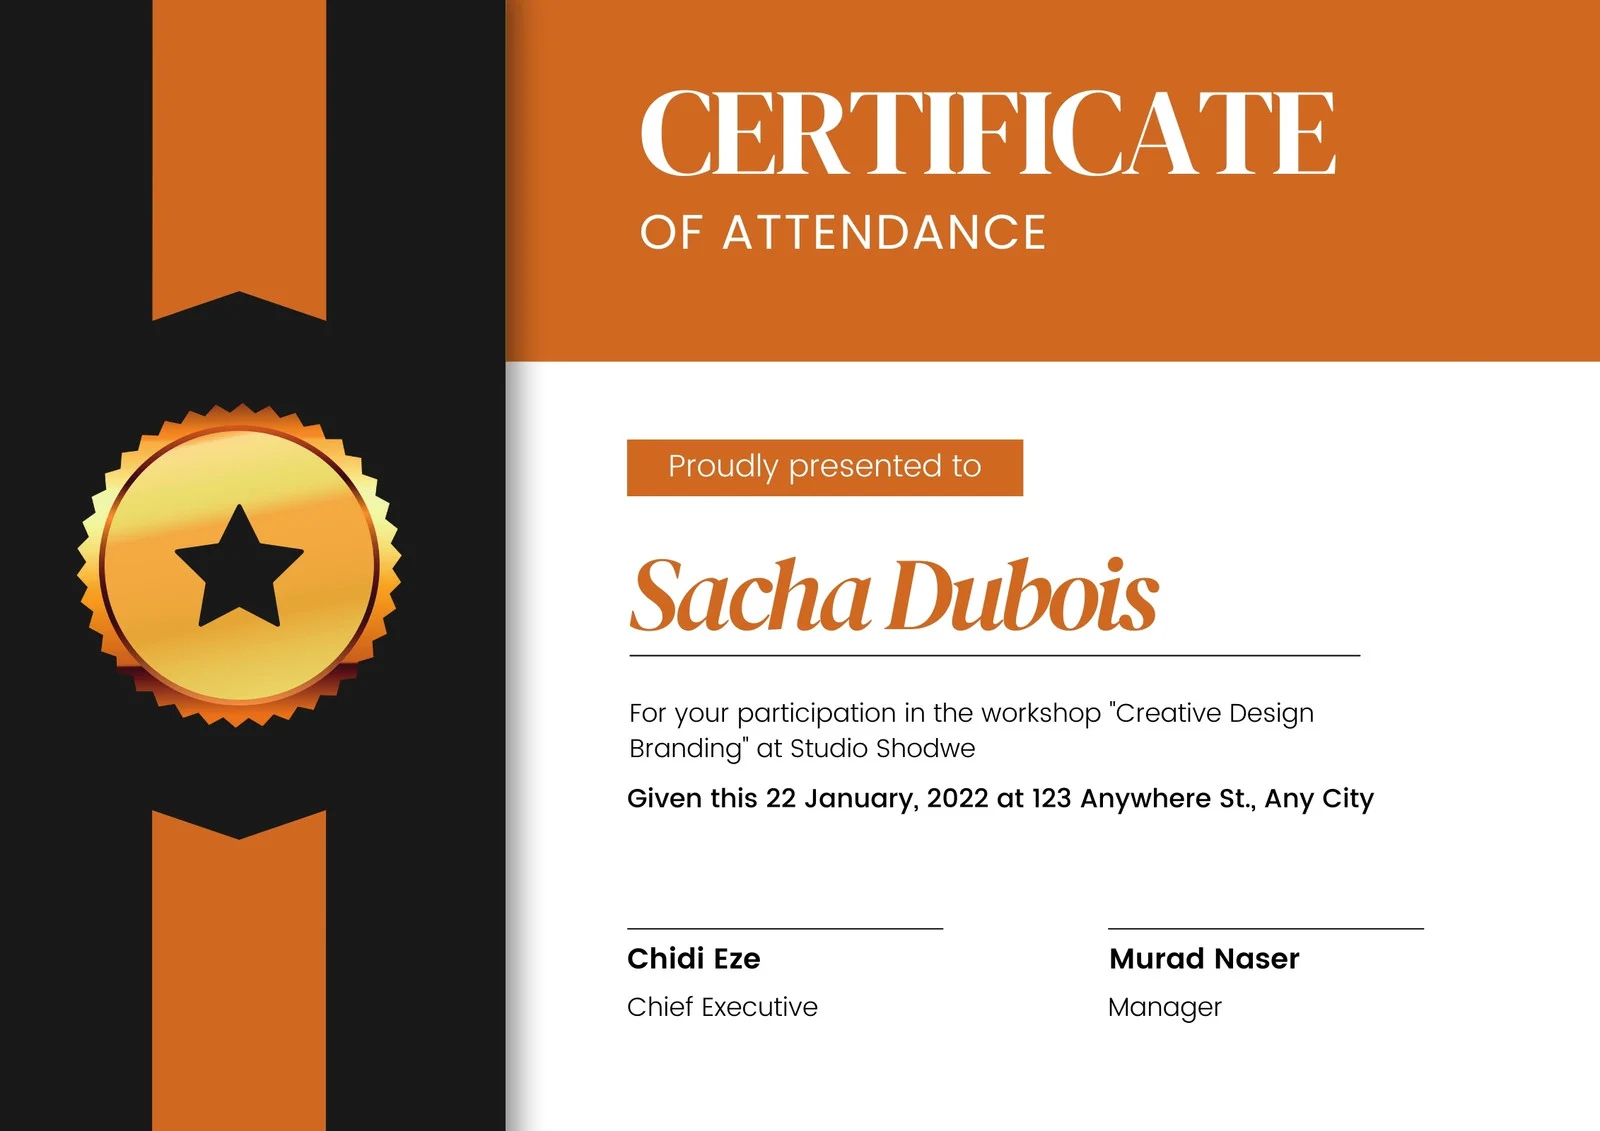 CERTIFICATE
OF ATTENDANCE
Proudly presented to
Sacha Dubois
For your participation in the workshop "Creative Design
Branding" at Studio Shodwe
Given this 22 January, 2022 at 123 Anywhere St., Any City
Chidi Eze
Chief Executive
Murad Naser
Manager